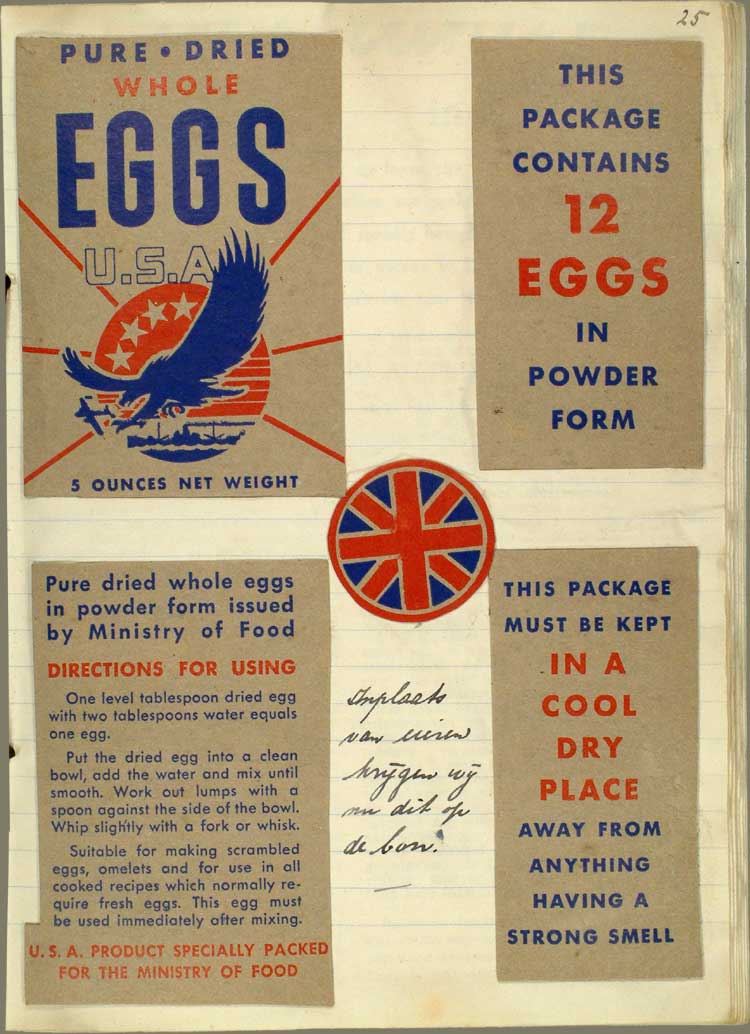 25
PURE • DRIED
WHOLE
EGGS
U.S.A
5 OUNCES NET WEIGHT
THIS
PACKAGE
CONTAINS
12
EGGS
IN
POWDER
FORM
Pure dried whole eggs
in powder form issued
by Ministry of Food
DIRECTIONS FOR USING
One level tablespoon dried egg
with two tablespoons water equals
one egg.
Put the dried egg into a clean
bowl, add the water and mix until
smooth. Work out lumps with a
spoon against the side of the bowl.
Whip slightly with a fork or whisk.
Suitable for making scrambled
eggs, omelets and for use in all
cooked recipes which normally re-
quire fresh eggs. This egg must
be used immediately after mixing.
U.S.A. PRODUCT SPECIALLY PACKED
FOR THE MINISTRY OF FOOD
Inplaats
van eieren
krijgen wij
nu dit op
de bon.
THIS PACKAGE
MUST BE KEPT
IN A
COOL
DRY
PLACE
AWAY FROM
ANYTHING
HAVING A
STRONG SMELL